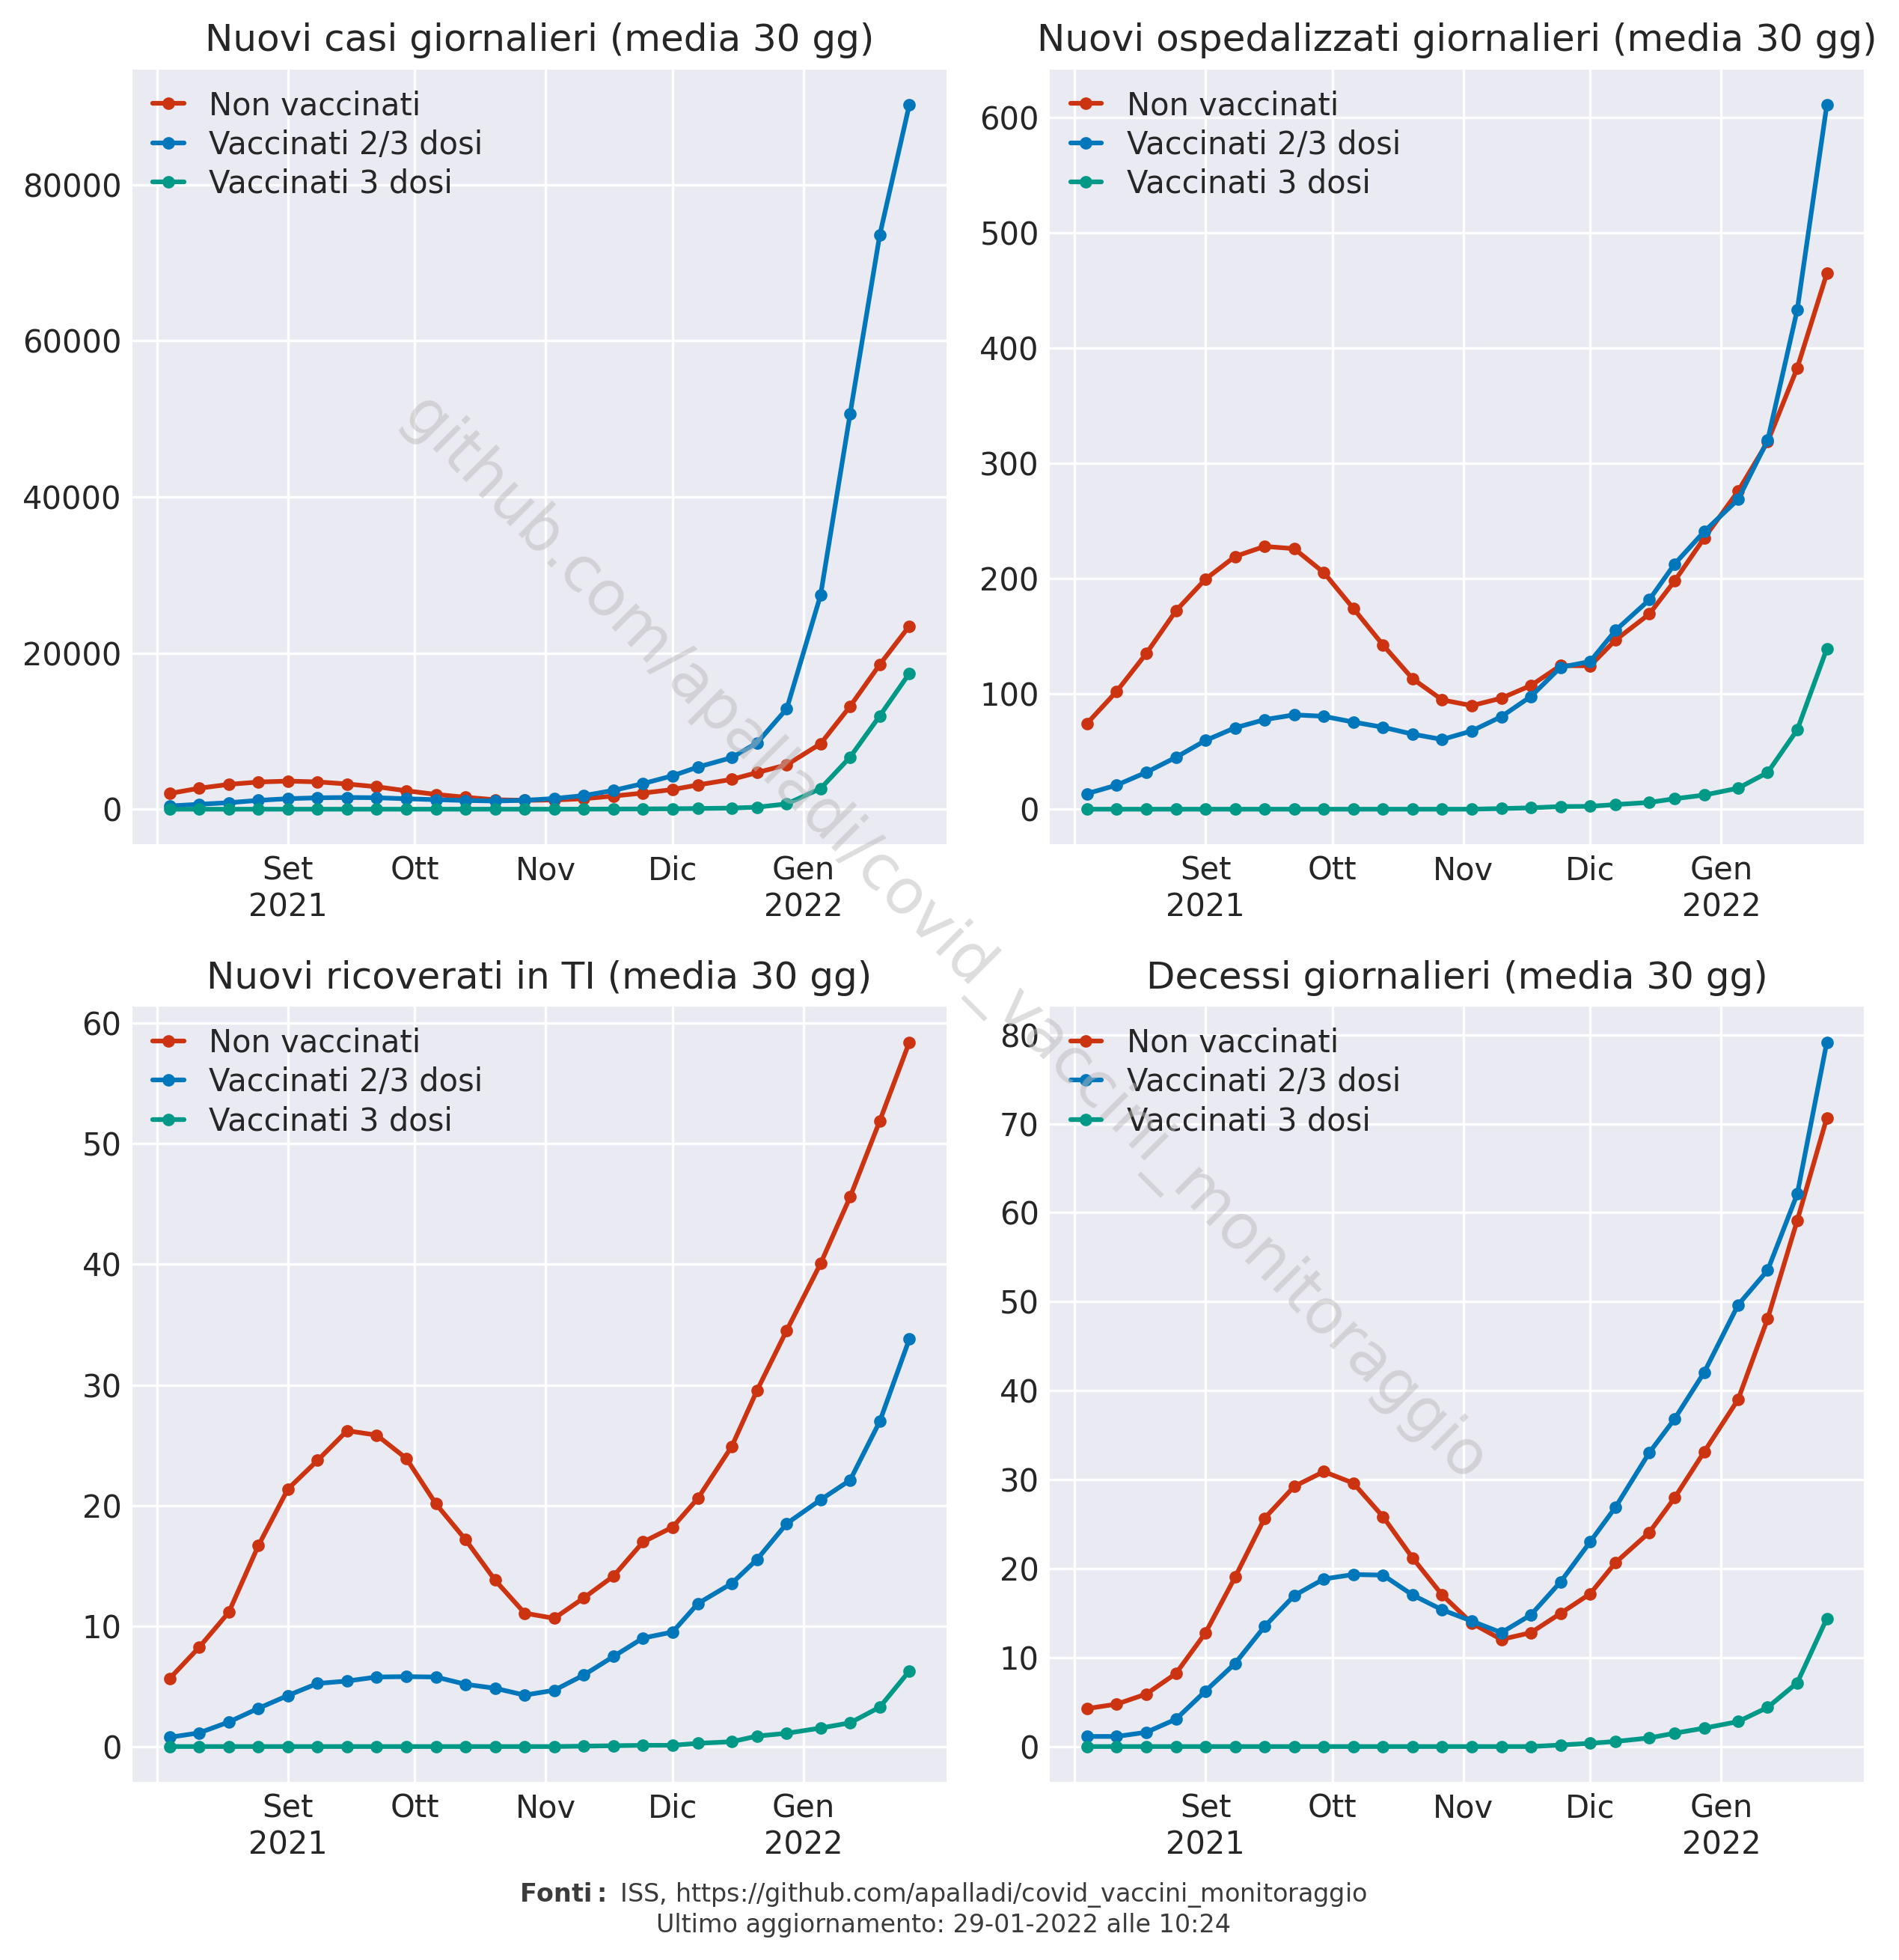 Nuovi casi giornalieri (media 30 gg)
Non vaccinati
Vaccinati 2/3 dosi
Vaccinati 3 dosi
80000
60000
40000
20000
0
Set
2021
Ott
Nov
Dic
Gen
2022
Nuovi ospedalizzati giornalieri (media 30 gg)
Non vaccinati
Vaccinati 2/3 dosi
Vaccinati 3 dosi
600
500
400
300
200
100
0
Set
2021
Ott
Nov
Dic
Gen
2022
Nuovi ricoverati in TI (media 30 gg)
Non vaccinati
Vaccinati 2/3 dosi
Vaccinati 3 dosi
60
50
40
30
20
10
0
Set
2021
Ott
Nov
Dic
Gen
2022
Decessi giornalieri (media 30 gg)
Non vaccinati
Vaccinati 2/3 dosi
Vaccinati 3 dosi
80
70
60
50
40
30
20
10
0
Set
2021
Ott
Nov
Dic
Gen
2022
github.com/apalladi/covid_vaccini_monitoraggio
Fonti: ISS, https://github.com/apalladi/covid_vaccini_monitoraggio
Ultimo aggiornamento: 29-01-2022 alle 10:24